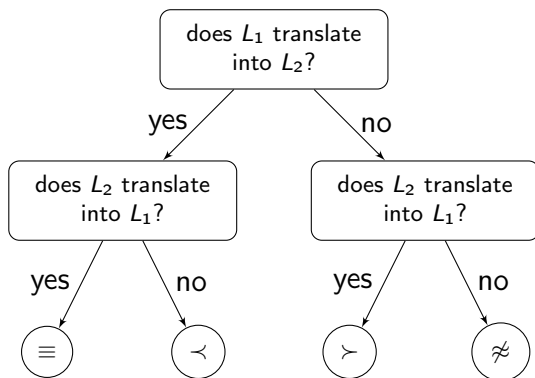 does L₁ translate
into L₂?
yes
no
does L₂ translate
into L₁?
does L₂ translate
into L₁?
yes
no
yes
no
≡
≺
≻
≉